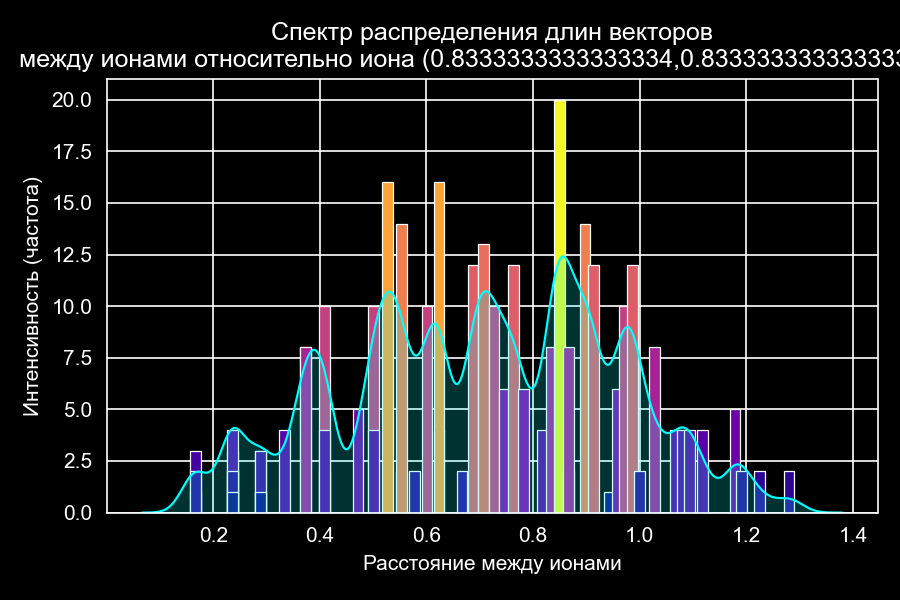 Спектр распределения длин векторов
между ионами относительно иона (0.8333333333333334,0.8333333333333333
20.0
17.5
15.0
12.5
10.0
7.5
5.0
2.5
0.0
Интенсивность (частота)
0.2 0.4 0.6 0.8 1.0 1.2 1.4
Расстояние между ионами